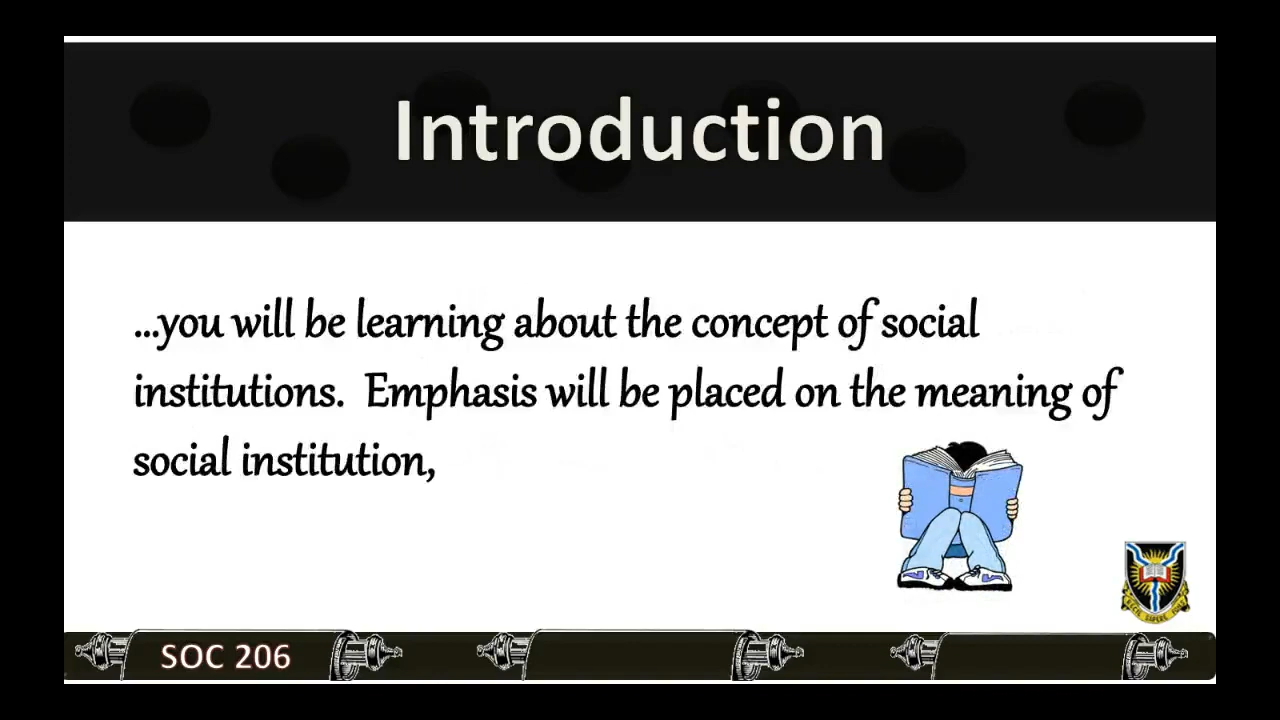 Introduction
...you will be learning about the concept of social
institutions. Emphasis will be placed on the meaning of
social institution,
SOC 206